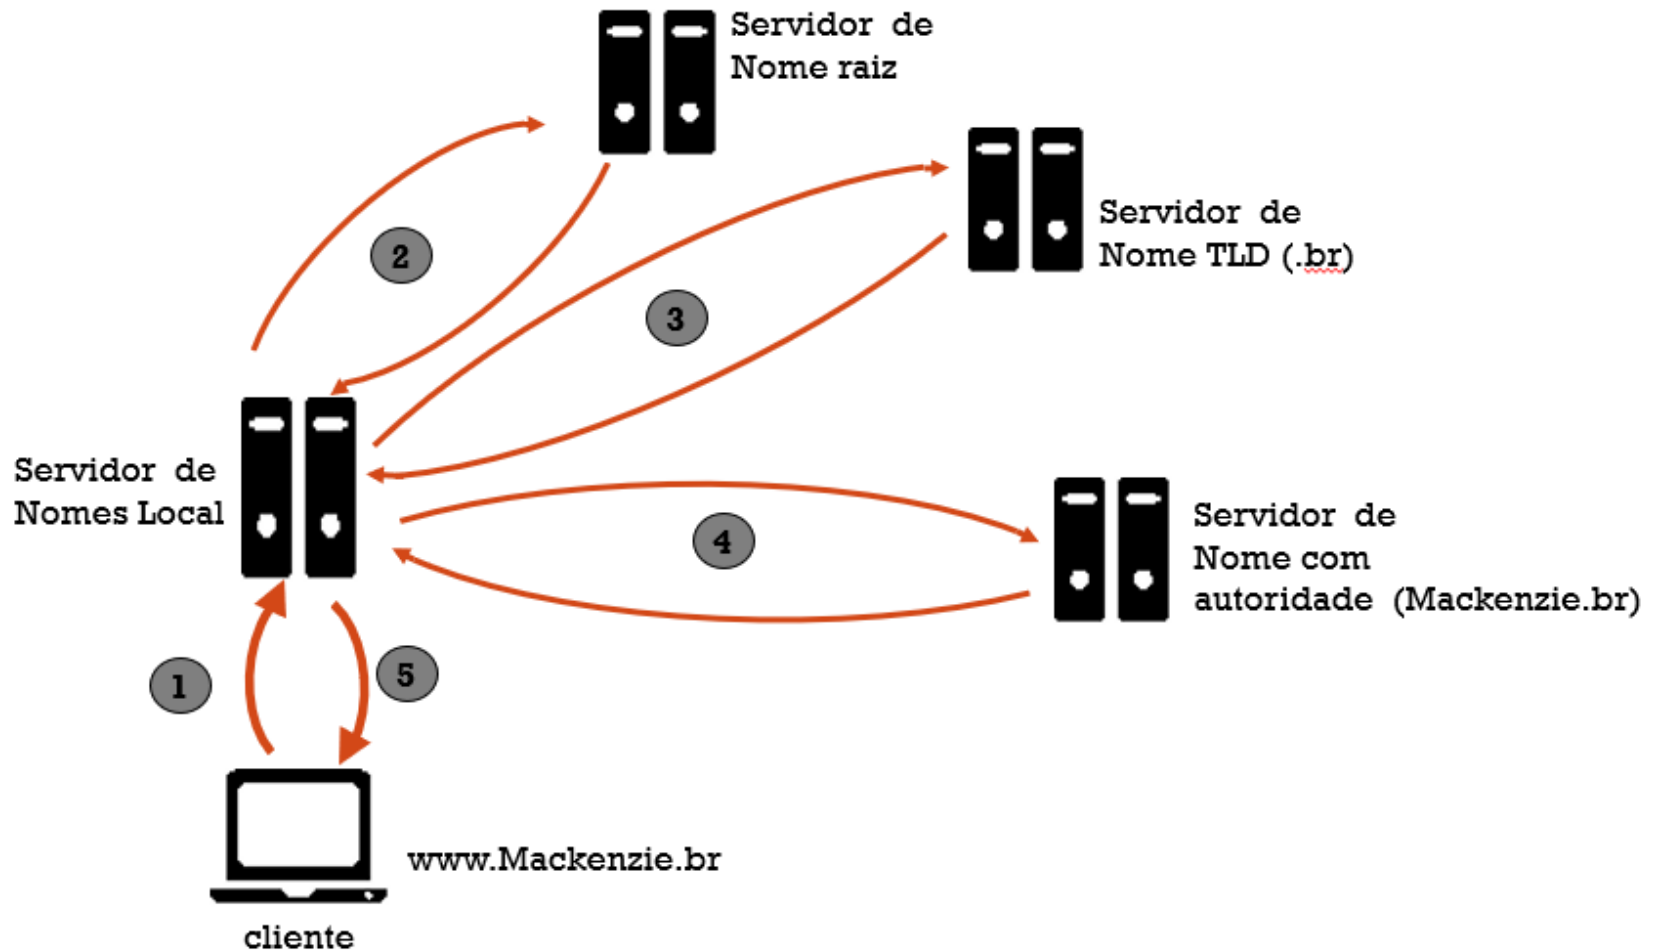 Servidor de
Nome raiz
Servidor de
Nome TLD (.br)
2
3
Servidor de
Nomes Local
4
Servidor de
Nome com
autoridade (Mackenzie.br)
1
5
www.Mackenzie.br
cliente